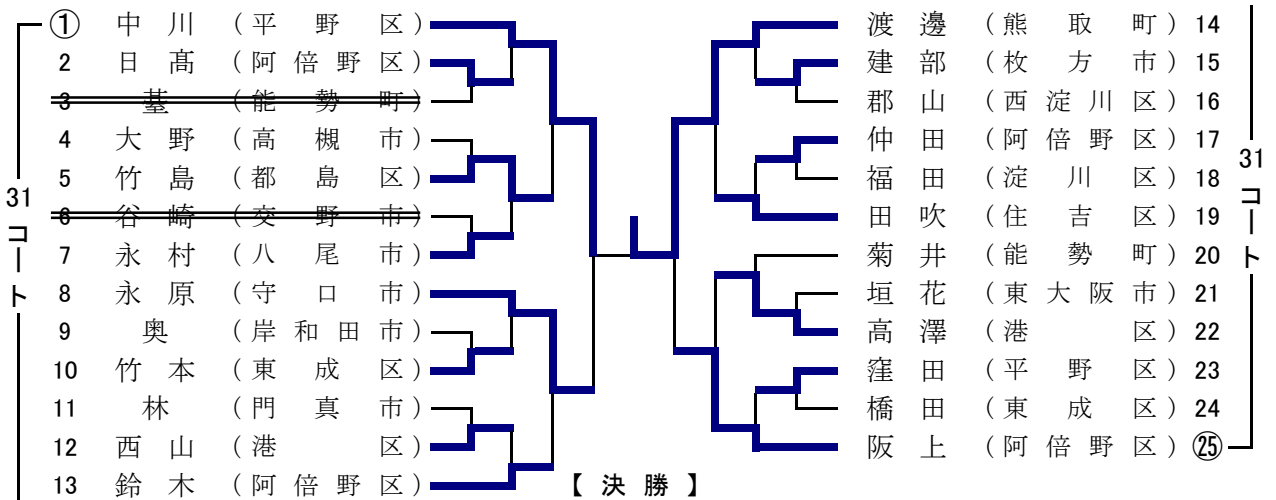 ① 中川 (平野区)
2 日髙 (阿倍野区)
3 墓 (能勢町)
4 大野 (高槻市)
5 竹島 (都島区)
6 谷崎 (交野市)
7 永村 (八尾市)
8 永原 (守口市)
9 奥 (岸和田市)
10 竹本 (東成区)
11 林 (門真市)
12 西山 (港区)
13 鈴木 (阿倍野区)
31コート
【決勝】
渡邊 (熊取町) 14
建部 (枚方市) 15
郡山 (西淀川区) 16
仲田 (阿倍野区) 17
福田 (淀川区) 18
田吹 (住吉区) 19
菊井 (能勢町) 20
垣花 (東大阪市) 21
高澤 (港区) 22
窪田 (平野区) 23
橋田 (東成区) 24
阪上 (阿倍野区) ㉕
31コート